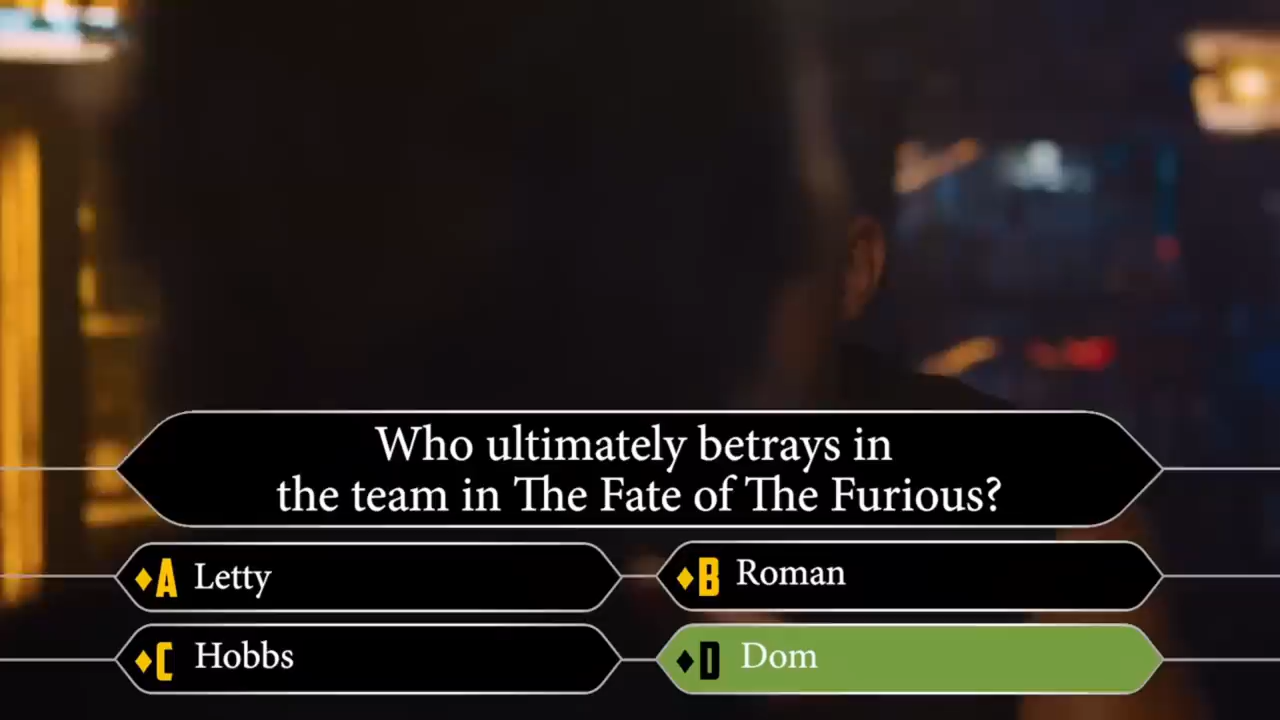 Who ultimately betrays in
the team in The Fate of The Furious?
A Letty
B Roman
C Hobbs
D Dom